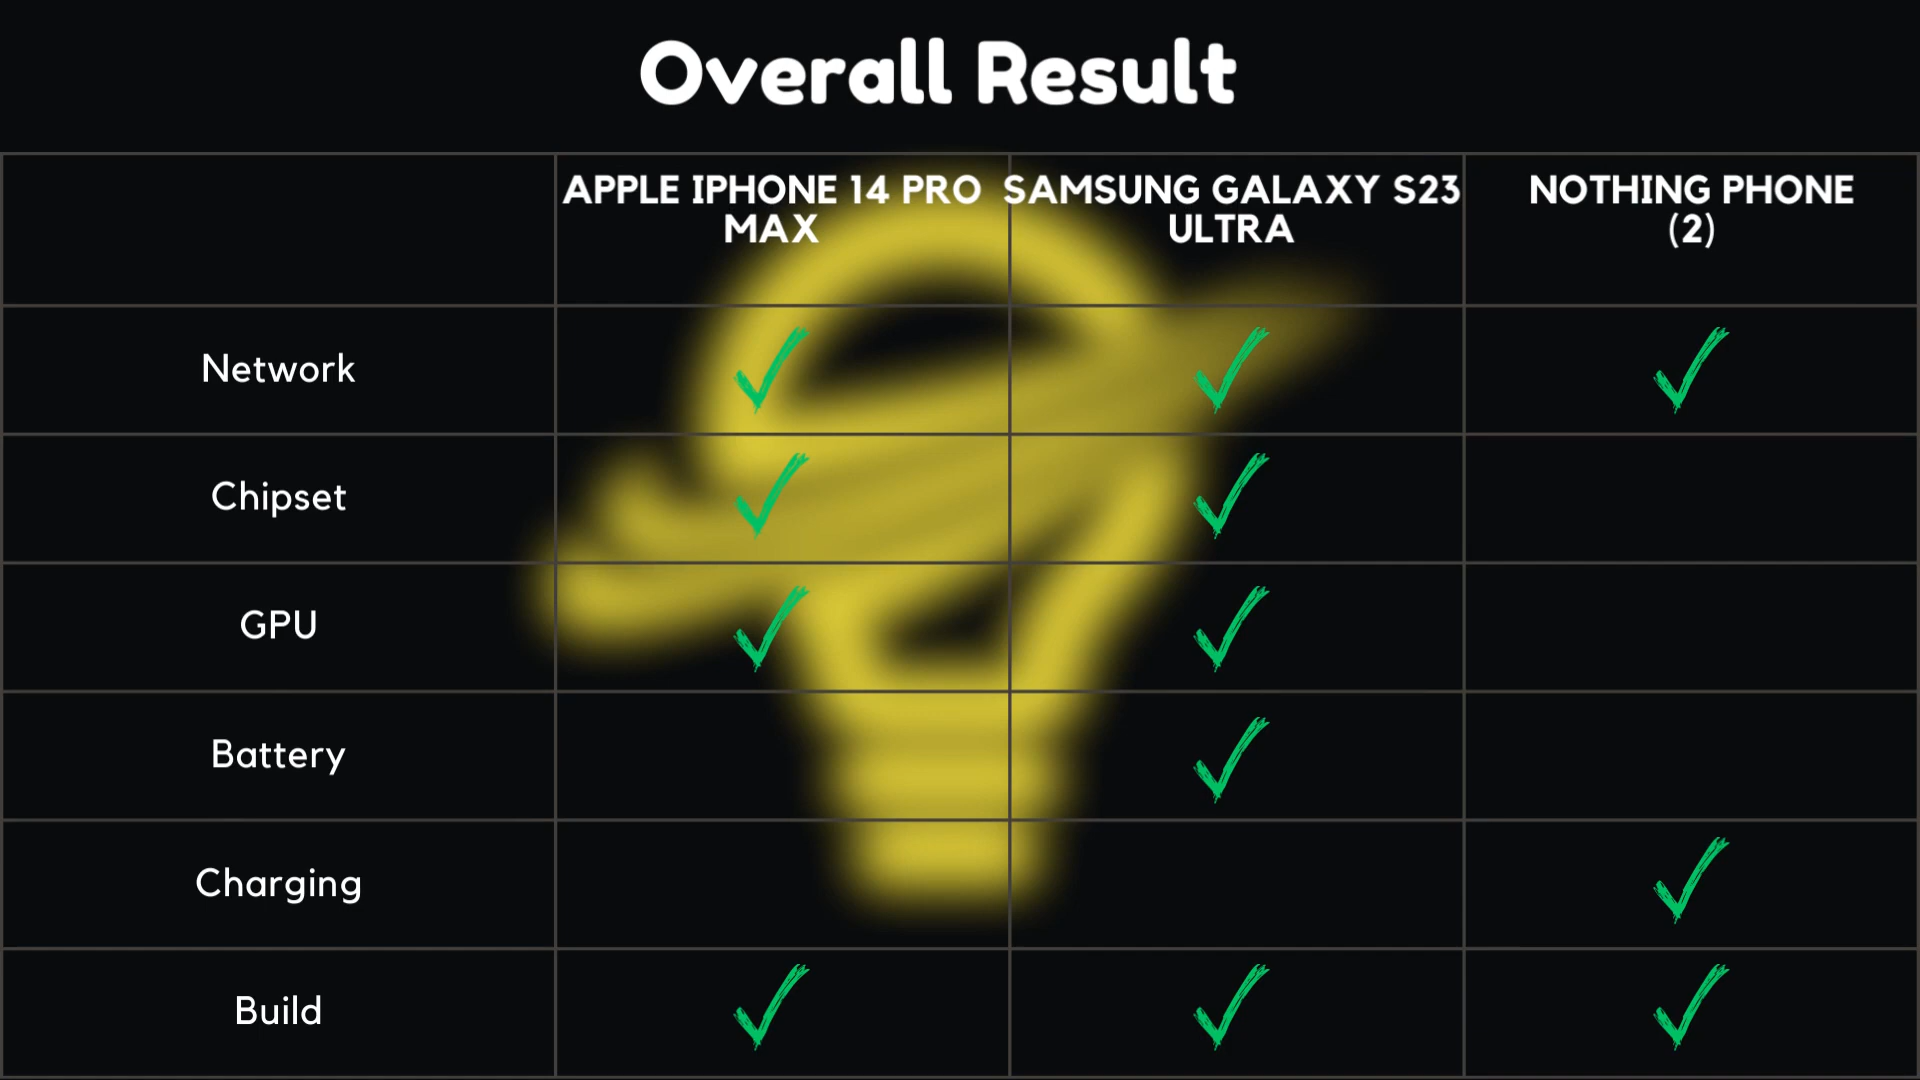 Overall Result
APPLE IPHONE 14 PRO
MAX
SAMSUNG GALAXY S23
ULTRA
NOTHING PHONE
(2)
Network
Chipset
GPU
Battery
Charging
Build